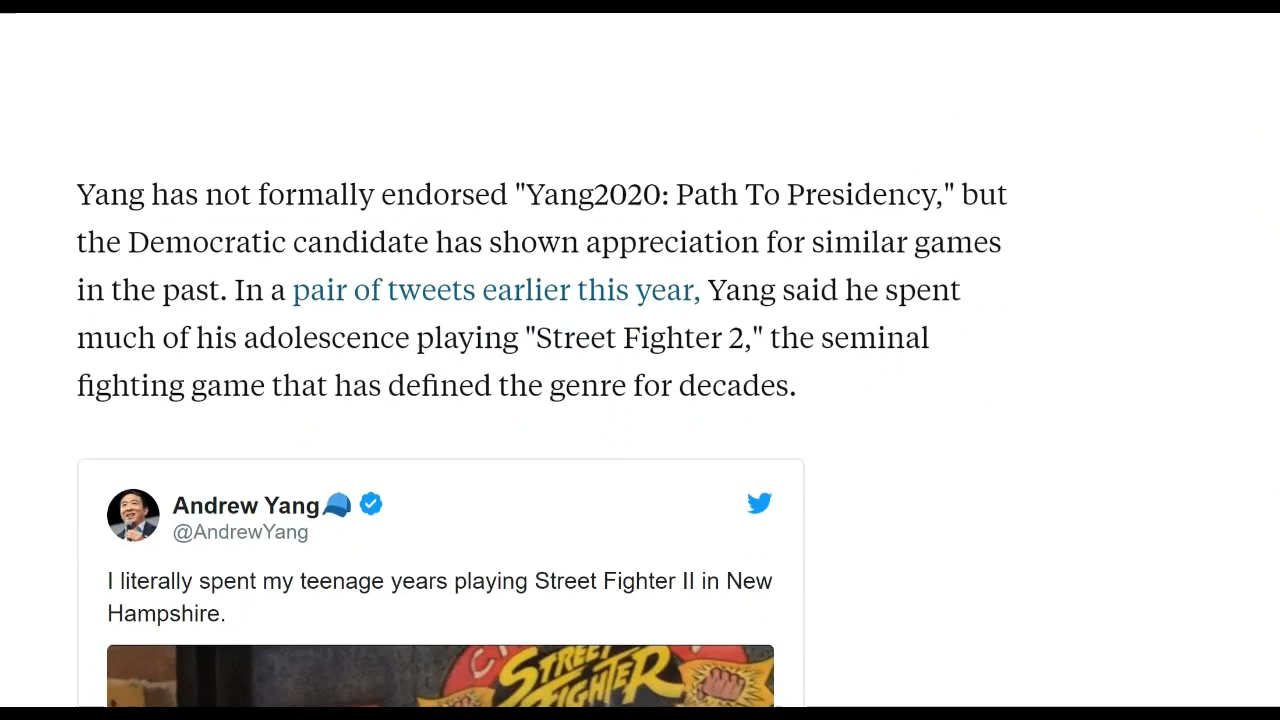 Yang has not formally endorsed "Yang2020: Path To Presidency," but
the Democratic candidate has shown appreciation for similar games
in the past. In a pair of tweets earlier this year, Yang said he spent
much of his adolescence playing "Street Fighter 2," the seminal
fighting game that has defined the genre for decades.
Andrew Yang
@AndrewYang
I literally spent my teenage years playing Street Fighter II in New
Hampshire.
STREET
FIGHTER